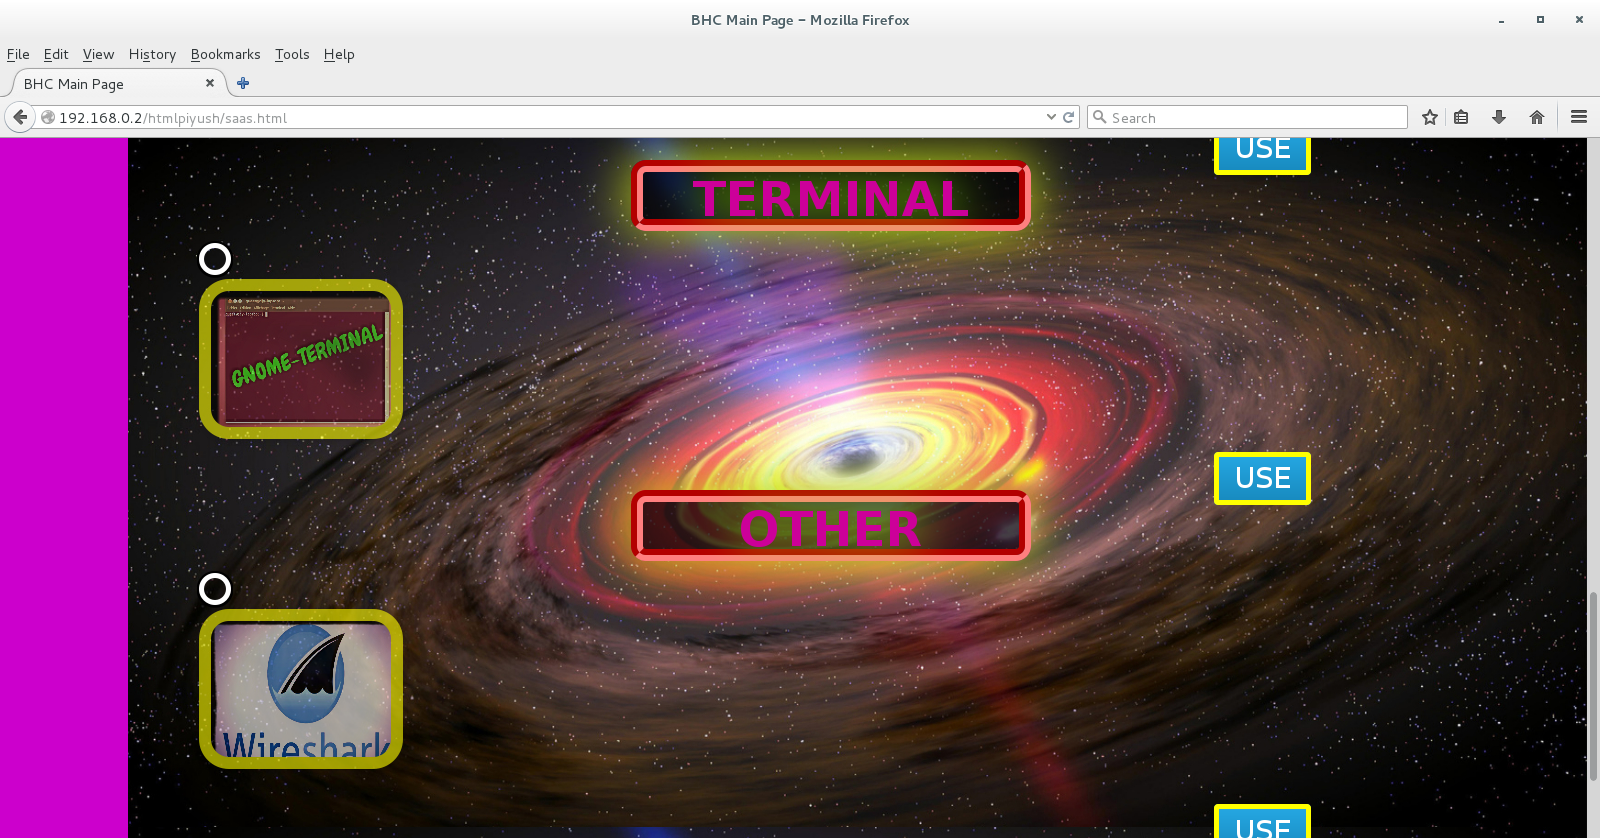 BHC Main Page – Mozilla Firefox
File Edit View History Bookmarks Tools Help
BHC Main Page
192.168.0.2/htmlpiyush/saas.html
Search
USE
TERMINAL
GNOME-TERMINAL
USE
OTHER
Wireshark
USE